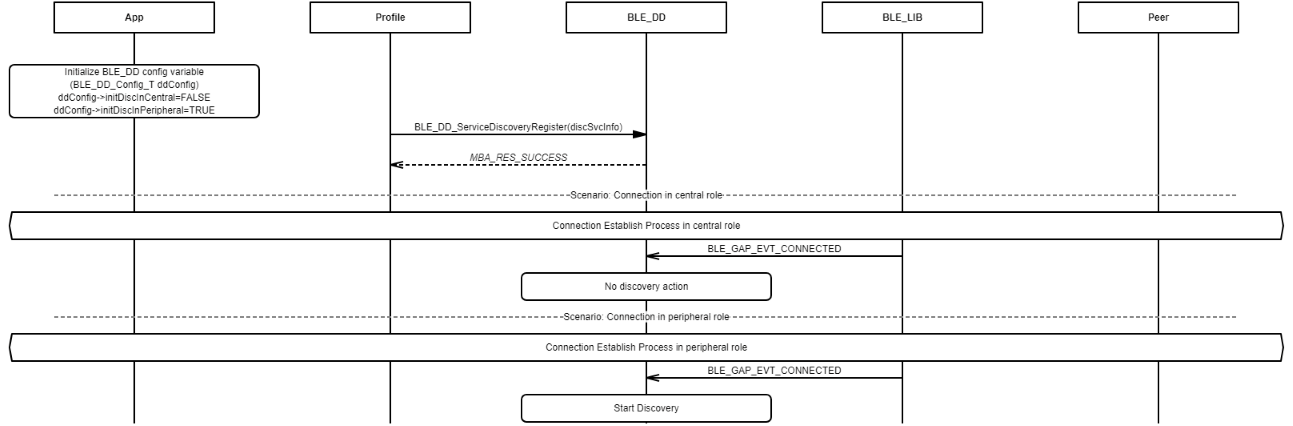 App
Profile
BLE_DD
BLE_LIB
Peer
Initialize BLE_DD config variable
(BLE_DD_Config_T ddConfig)
ddConfig->initDiscInCentral=FALSE
ddConfig->initDiscInPeripheral=TRUE
BLE_DD_ServiceDiscoveryRegister(discSvcInfo)
MBA_RES_SUCCESS
Scenario: Connection in central role
Connection Establish Process in central role
BLE_GAP_EVT_CONNECTED
No discovery action
Scenario: Connection in peripheral role
Connection Establish Process in peripheral role
BLE_GAP_EVT_CONNECTED
Start Discovery